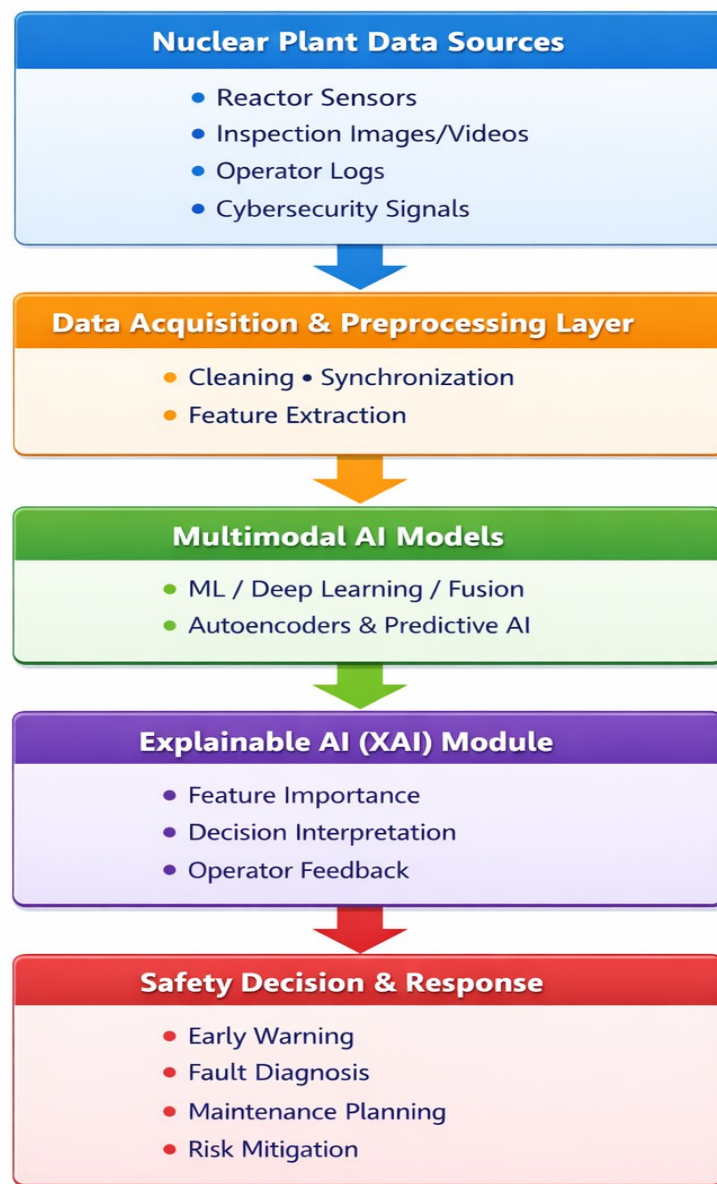 Nuclear Plant Data Sources
• Reactor Sensors
• Inspection Images/Videos
• Operator Logs
• Cybersecurity Signals
Data Acquisition & Preprocessing Layer
• Cleaning • Synchronization
• Feature Extraction
Multimodal AI Models
• ML / Deep Learning / Fusion
• Autoencoders & Predictive AI
Explainable AI (XAI) Module
• Feature Importance
• Decision Interpretation
• Operator Feedback
Safety Decision & Response
• Early Warning
• Fault Diagnosis
• Maintenance Planning
• Risk Mitigation